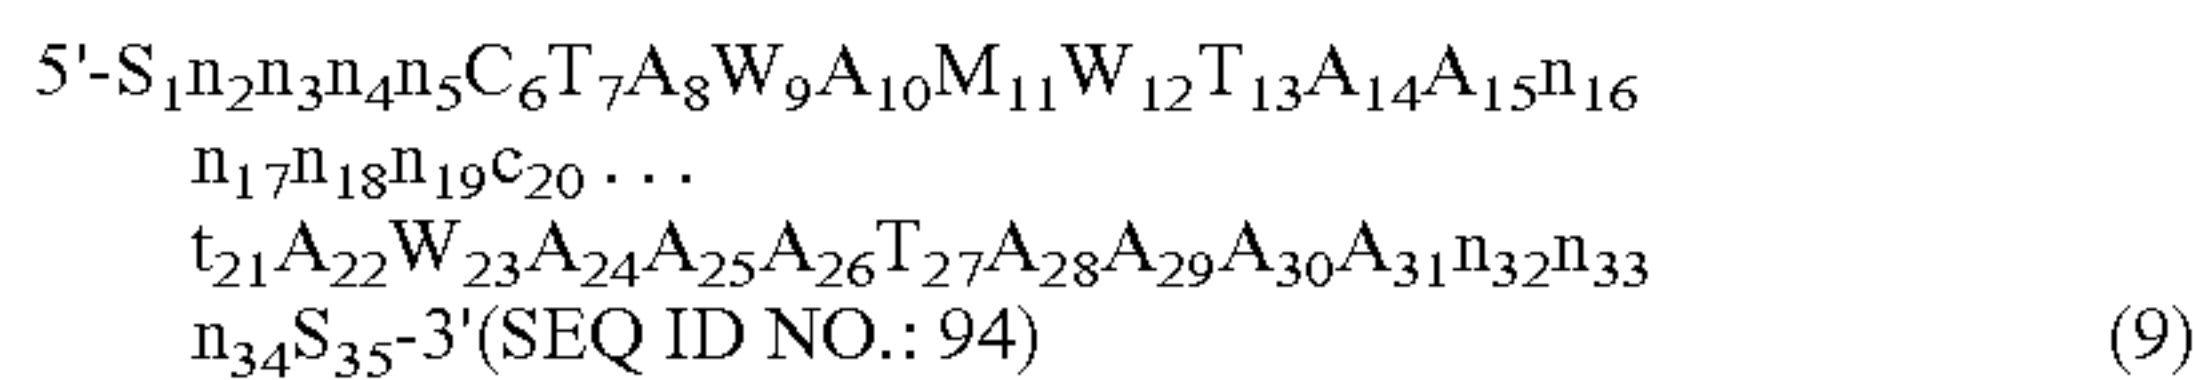 5'-S₁n₂n₃n₄n₅C₆T₇A₈W₉A₁₀M₁₁W₁₂T₁₃A₁₄A₁₅n₁₆
n₁₇n₁₈n₁₉c₂₀ . . .
t₂₁A₂₂W₂₃A₂₄A₂₅A₂₆T₂₇A₂₈A₂₉A₃₀A₃₁n₃₂n₃₃
n₃₄S₃₅-3'(SEQ ID NO.: 94) (9)